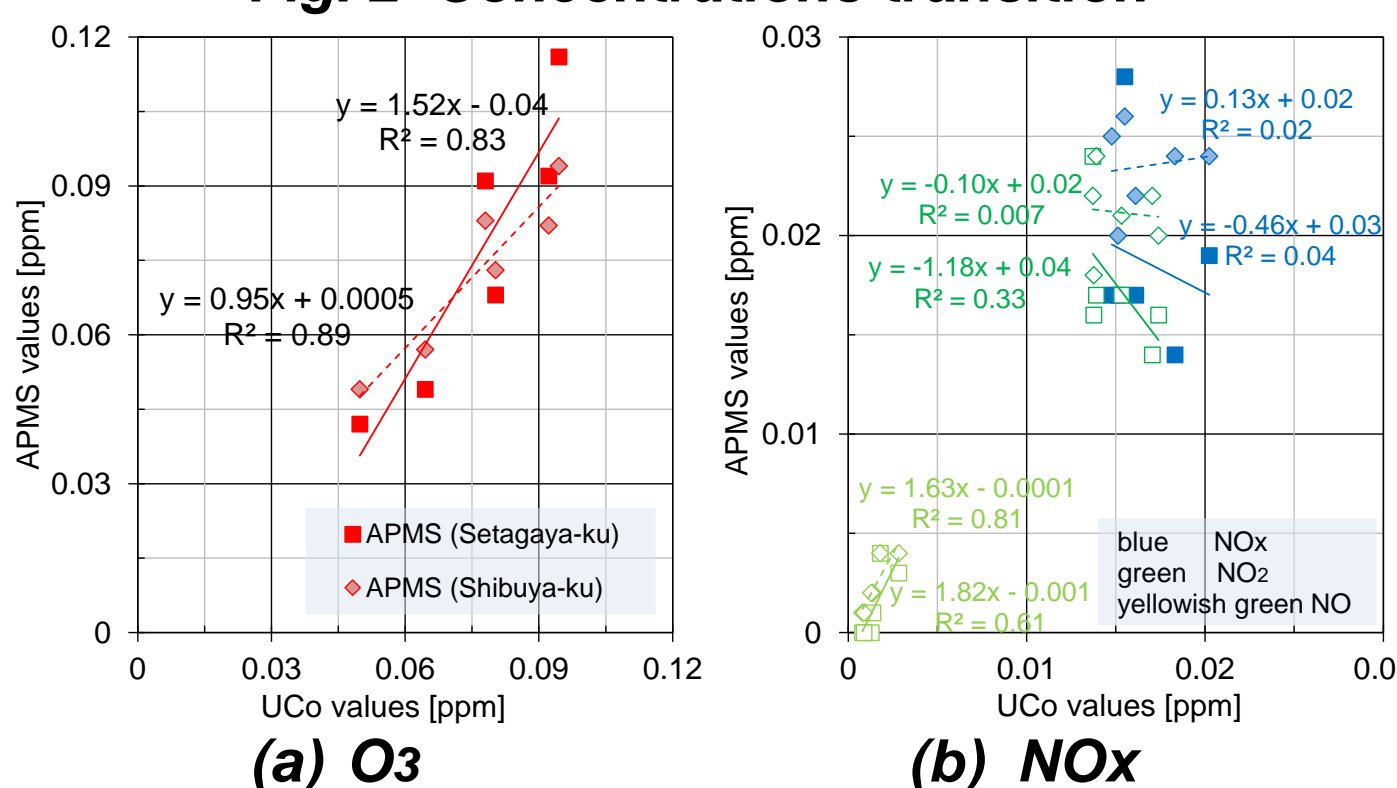 Fig. 2 Concentrations transition
0.12
0.09
0.06
0.03
0
0
0.03
0.06
0.09
0.12
APMS values [ppm]
UCo values [ppm]
y = 1.52x - 0.04
R² = 0.83
y = 0.95x + 0.0005
R² = 0.89
APMS (Setagaya-ku)
APMS (Shibuya-ku)
(a) O3
0.03
0.02
0.01
0
0
0.01
0.02
0.0
APMS values [ppm]
UCo values [ppm]
y = 0.13x + 0.02
R² = 0.02
y = -0.10x + 0.02
R² = 0.007
y = -0.46x + 0.03
R² = 0.04
y = -1.18x + 0.04
R² = 0.33
y = 1.63x - 0.0001
R² = 0.81
y = 1.82x - 0.001
R² = 0.61
blue NOx
green NO2
yellowish green NO
(b) NOx